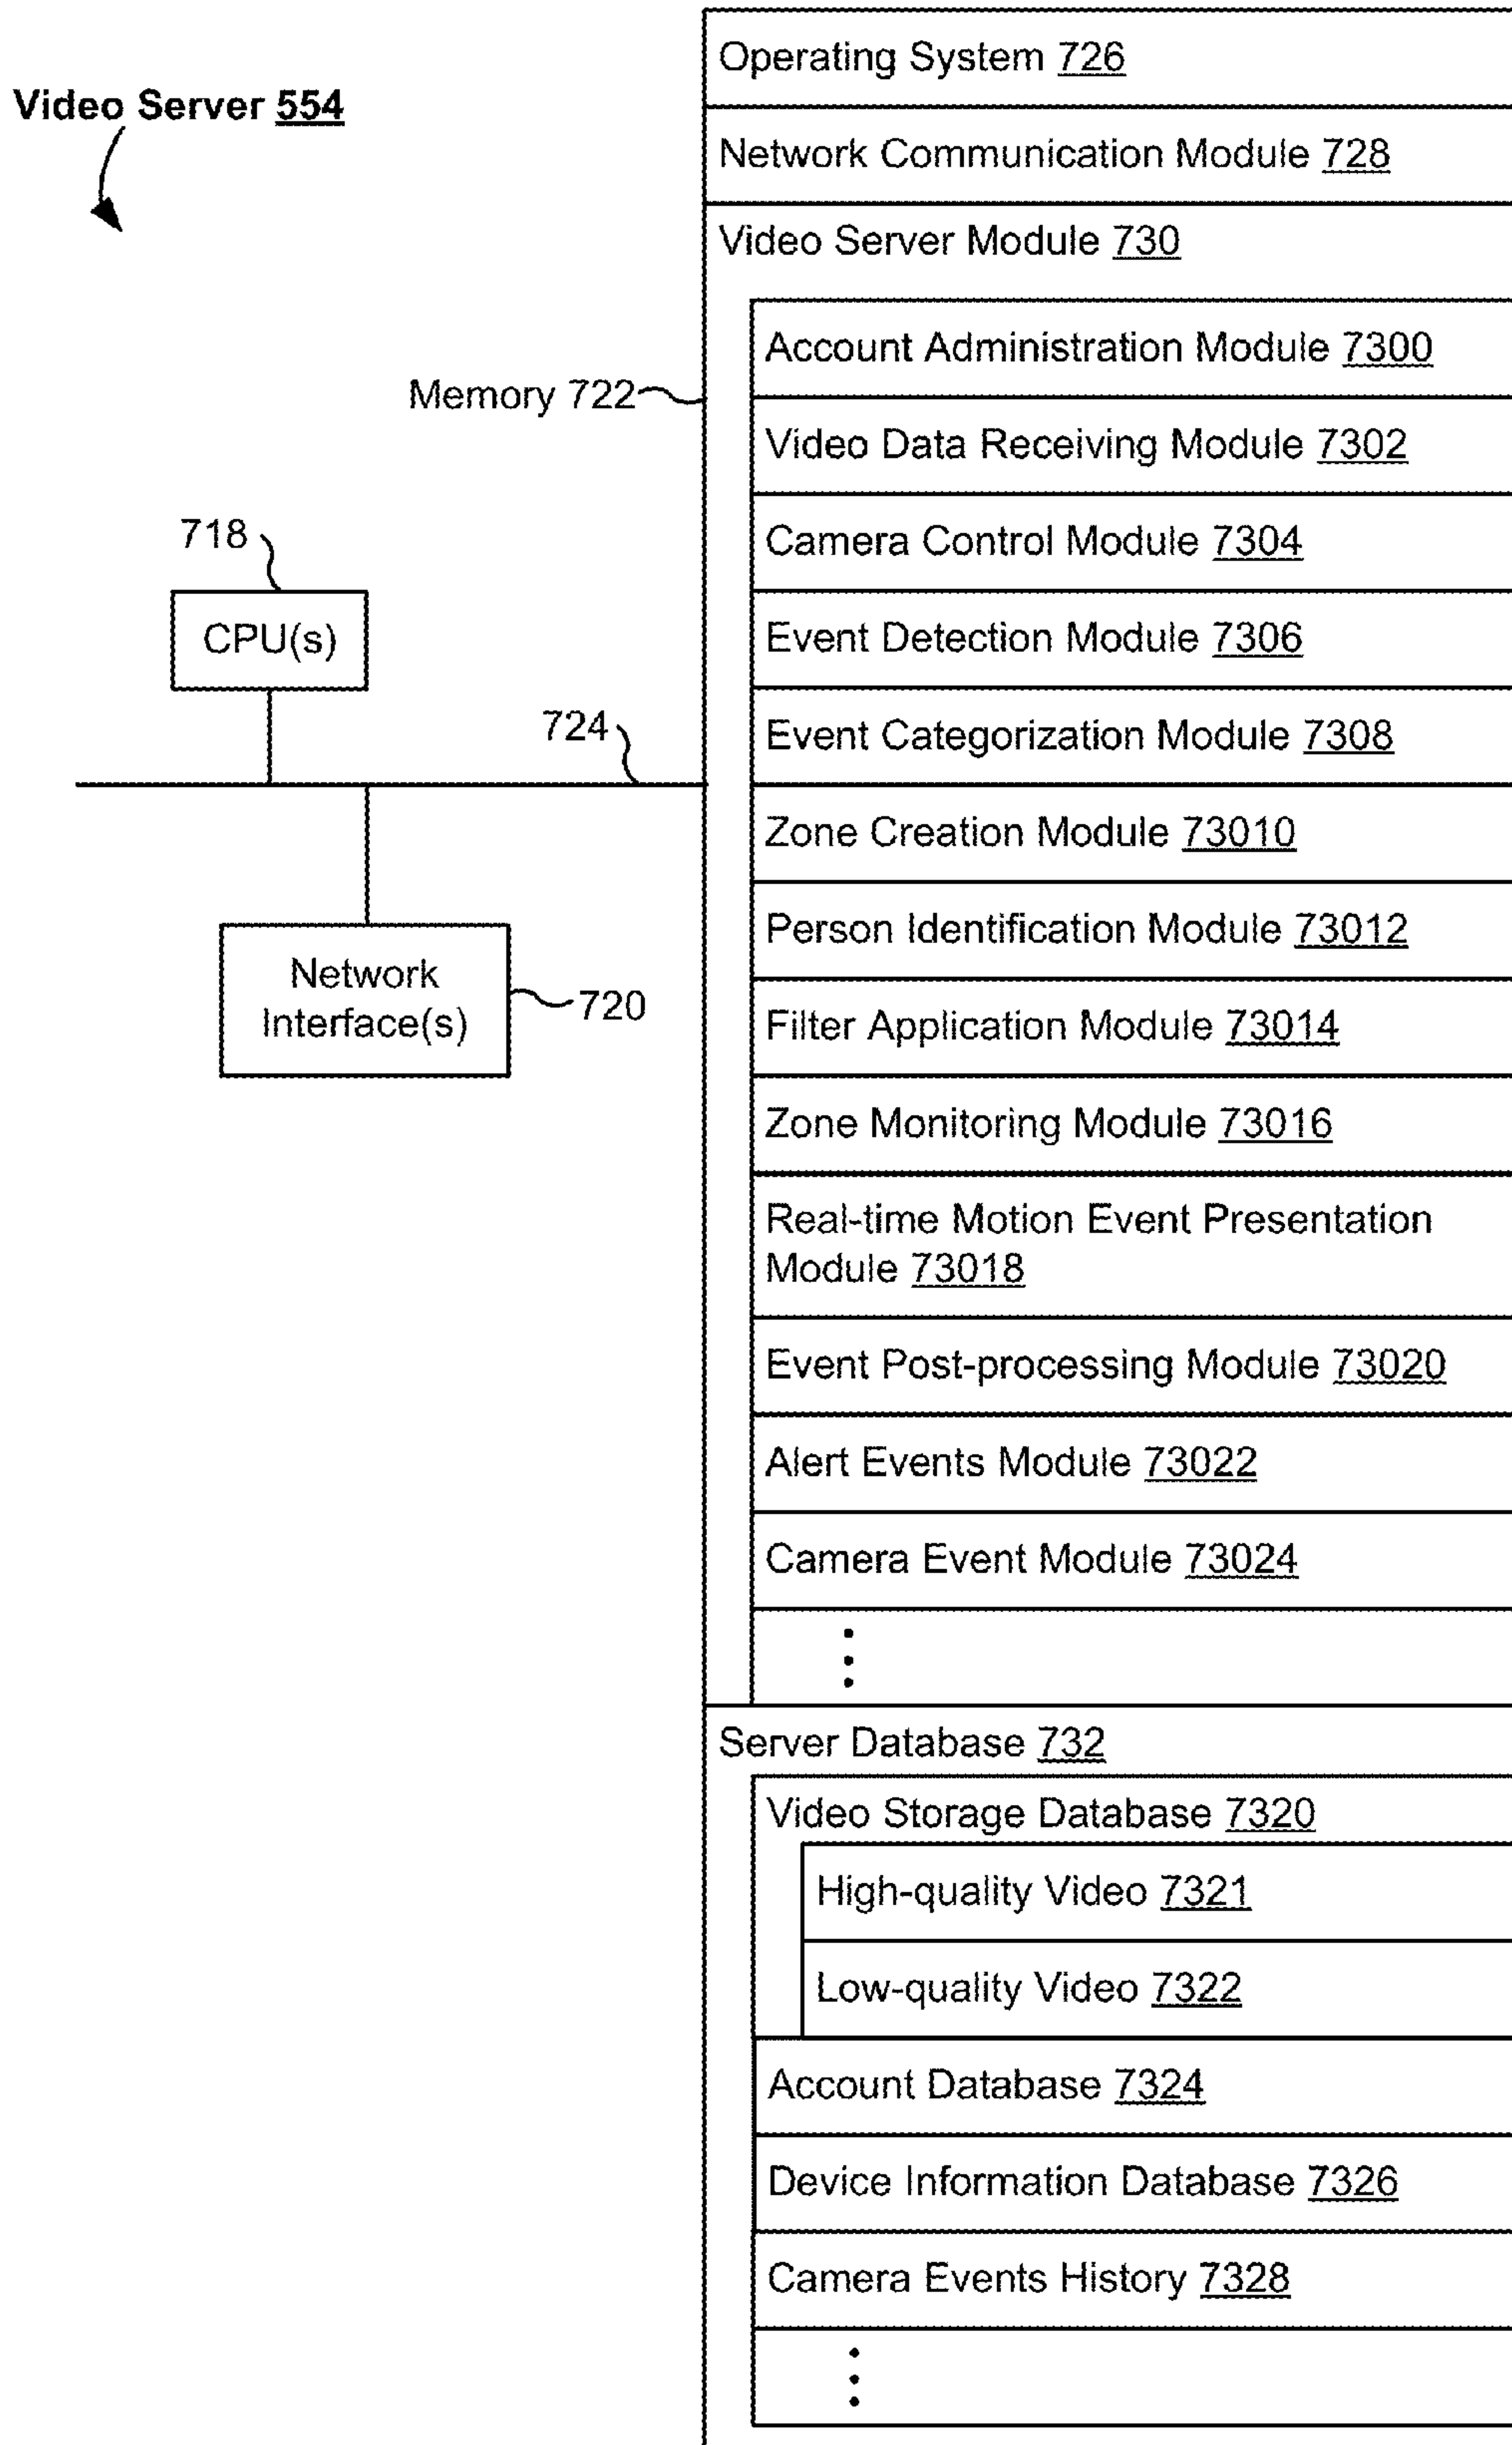 Video Server 554
Operating System 726
Network Communication Module 728
Video Server Module 730
Account Administration Module 7300
Memory 722
Video Data Receiving Module 7302
Camera Control Module 7304
718
CPU(s)
Event Detection Module 7306
724
Event Categorization Module 7308
Zone Creation Module 73010
Person Identification Module 73012
Network
Interface(s)
720
Filter Application Module 73014
Zone Monitoring Module 73016
Real-time Motion Event Presentation
Module 73018
Event Post-processing Module 73020
Alert Events Module 73022
Camera Event Module 73024
Server Database 732
Video Storage Database 7320
High-quality Video 7321
Low-quality Video 7322
Account Database 7324
Device Information Database 7326
Camera Events History 7328